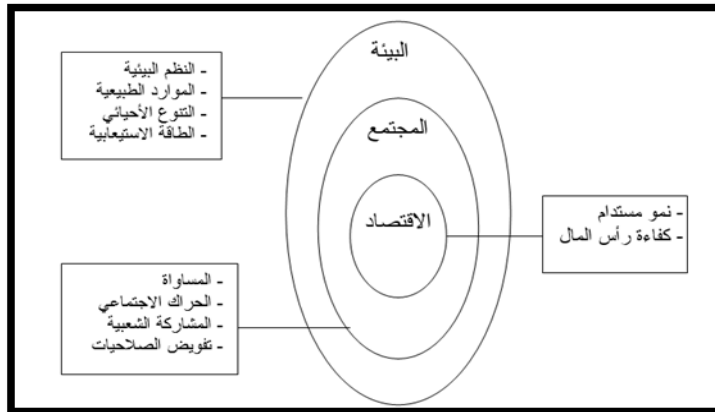 البيئة
- النظم البيئية
- الموارد الطبيعية
- التنوع الأحيائي
- الطاقة الاستيعابية
المجتمع
الاقتصاد
- نمو مستدام
- كفاءة رأس المال
- المساواة
- الحراك الاجتماعي
- المشاركة الشعبية
- تفويض الصلاحيات